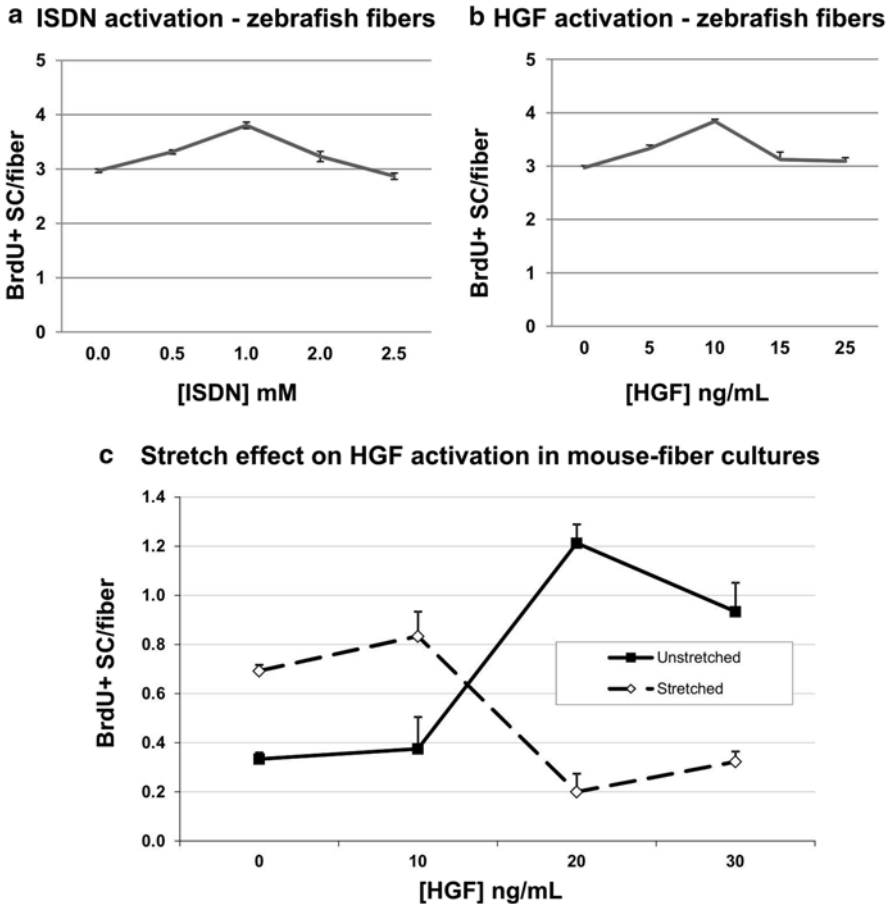 a ISDN activation - zebrafish fibers
BrdU+ SC/fiber
5
4
3
2
1
0
0.0 0.5 1.0 2.0 2.5
[ISDN] mM
b HGF activation - zebrafish fibers
BrdU+ SC/fiber
5
4
3
2
1
0
0 5 10 15 25
[HGF] ng/mL
c Stretch effect on HGF activation in mouse-fiber cultures
BrdU+ SC/fiber
1.4
1.2
1.0
0.8
0.6
0.4
0.2
0.0
Unstretched
Stretched
0 10 20 30
[HGF] ng/mL